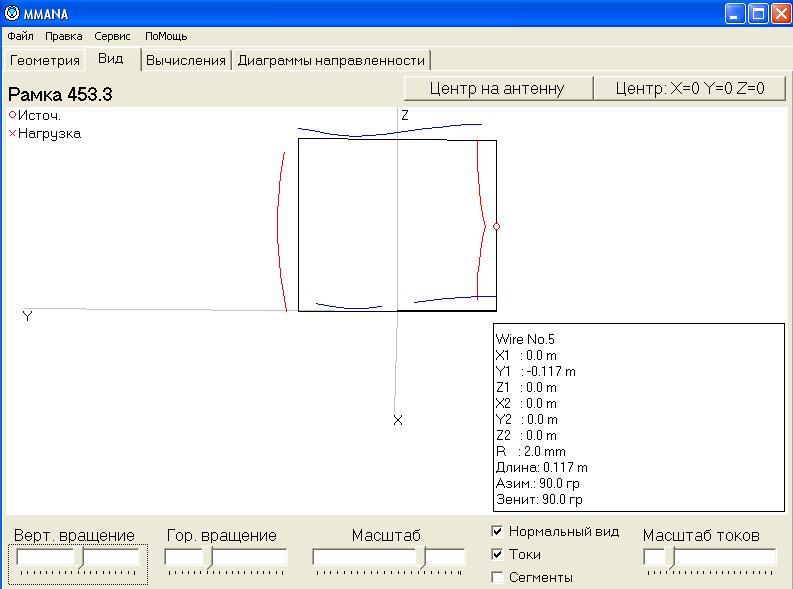 MMANA
Файл Правка Сервис ПоМощь
Геометрия Вид Вычисления Диаграммы направленности
Центр на антенну Центр: X=0 Y=0 Z=0
Рамка 453.3
Источ.
Нагрузка
Z
Y
X
Wire No.5
X1 : 0.0 m
Y1 : -0.117 m
Z1 : 0.0 m
X2 : 0.0 m
Y2 : 0.0 m
Z2 : 0.0 m
R : 2.0 mm
Длина: 0.117 m
Азим.: 90.0 гр
Зенит: 90.0 гр
Верт. вращение Гор. вращение Масштаб Нормальный вид Масштаб токов
Токи
Сегменты